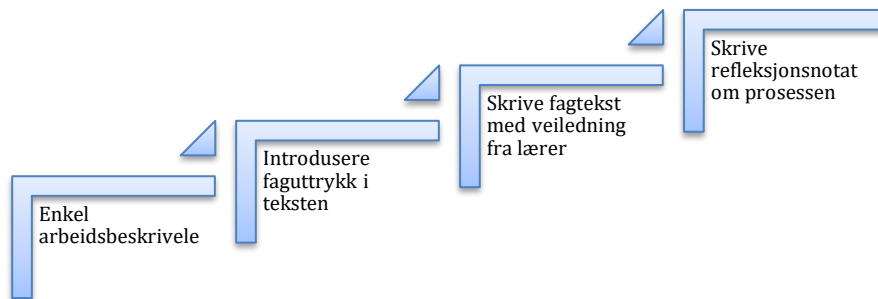 Enkel
arbeidsbeskrivele
Introdusere
faguttrykk i
teksten
Skrive fagtekst
med veiledning
fra lærer
Skrive
refleksjonsnotat
om prosessen